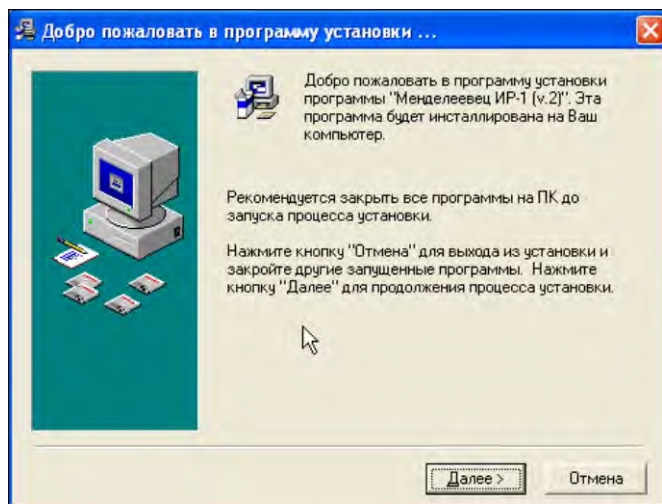 Добро пожаловать в программу установки ...
Добро пожаловать в программу установки
программы "Менделеевец ИР-1 (v.2)". Эта
программа будет инсталлирована на Ваш
компьютер.
Рекомендуется закрыть все программы на ПК до
запуска процесса установки.
Нажмите кнопку "Отмена" для выхода из установки и
закройте другие запущенные программы. Нажмите
кнопку "Далее" для продолжения процесса установки.
Далее >
Отмена